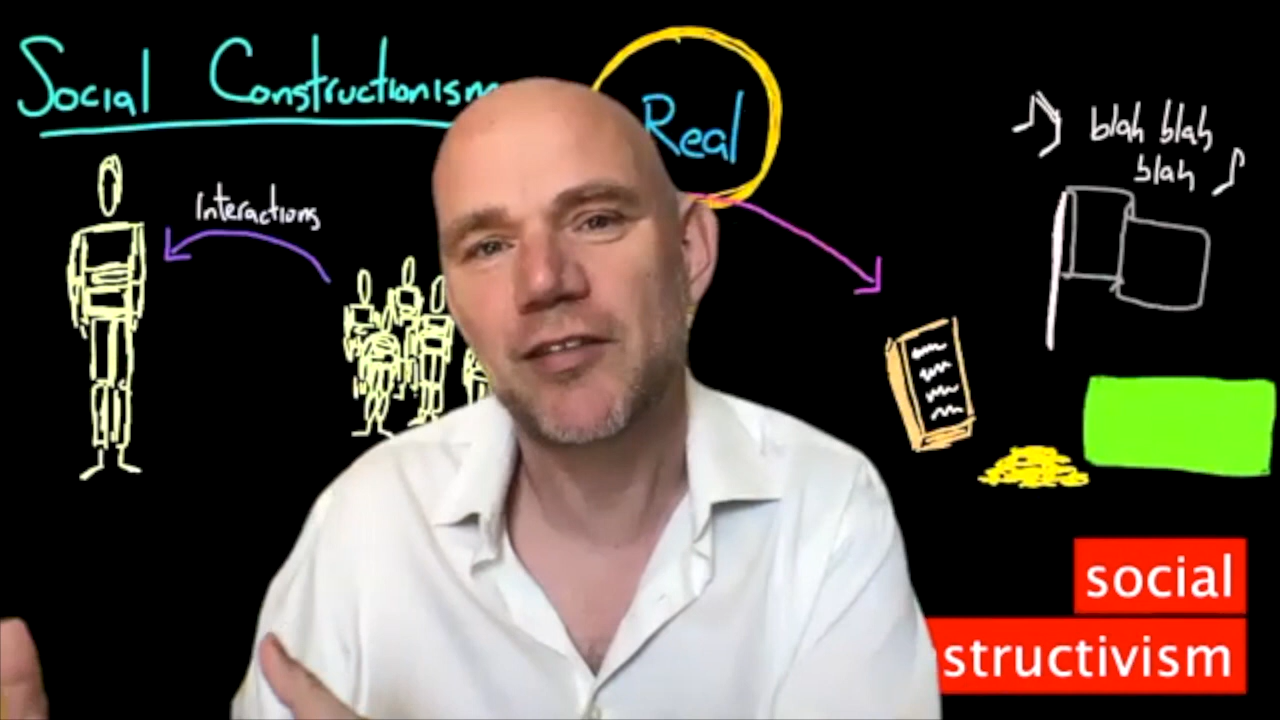 Social Constructionism
Real
Interactions
blah blah
blah
social
structivism